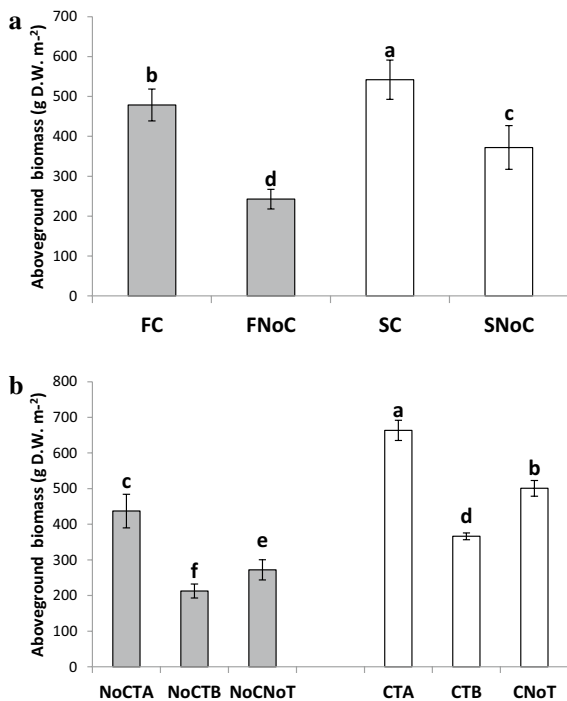 a
Aboveground biomass (g D.W. m-²)
700
600
500
400
300
200
100
0
b
d
a
c
FC FNoC SC SNoC
b
Aboveground biomass (g D.W. m-²)
800
700
600
500
400
300
200
100
0
c
f
e
a
d
b
NoCTA NoCTB NoCNoT CTA CTB CNoT